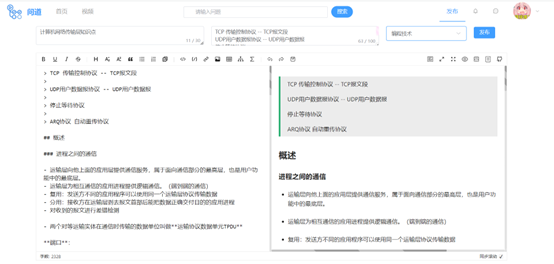 问道 首页 视频 请输入问题 搜索 发布
计算机网络传输层知识点
11 / 30
TCP 传输控制协议 -- TCP报文段
UDP用户数据报协议 -- UDP用户数据报
63 / 100
编程技术
发布
> TCP 传输控制协议 -- TCP报文段
>
> UDP用户数据报协议 -- UDP用户数据报
>
> 停止等待协议
>
> ARQ协议 自动重传协议
## 概述
### 进程之间的通信
- 运输层向他上面的应用层提供通信服务,属于面向通信部分的最高层,也是用户功
能中的最底层。
- 运输层为相互通信的应用进程提供逻辑通信。(端到端的通信)
- 复用:发送方不同的应用程序可以使用同一个运输层协议传输数据
- 分用:接收方在运输层剥去报文首部后能把数据正确交付目的的应用进程
- 对收到的报文进行差错检测
- 两个对等运输实体在通信时传输的数据单位叫做**运输协议数据单元TPDU**
**端口**:
TCP 传输控制协议 -- TCP报文段
UDP用户数据报协议 -- UDP用户数据报
停止等待协议
ARQ协议 自动重传协议
概述
进程之间的通信
运输层向他上面的应用层提供通信服务,属于面向通信部分的最高层,也是用户功
能中的最底层。
运输层为相互通信的应用进程提供逻辑通信。(端到端的通信)
复用:发送方不同的应用程序可以使用同一个运输层协议传输数据
同步滚动